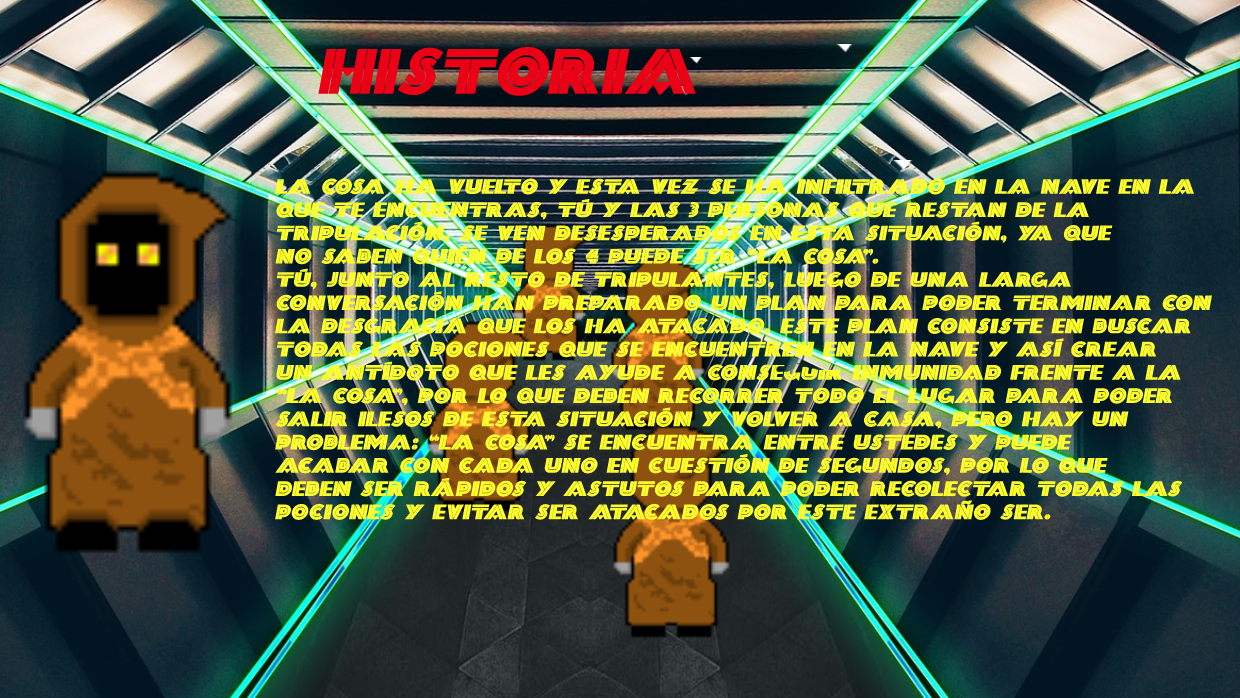 HISTORIA
LA COSA HA VUELTO Y ESTA VEZ SE HA INFILTRADO EN LA NAVE EN LA
QUE TE ENCUENTRAS, TÚ Y LAS 3 PERSONAS QUE RESTAN DE LA
TRIPULACIÓN, SE VEN DESESPERADOS EN ESTA SITUACIÓN, YA QUE
NO SABEN QUIÉN DE LOS 4 PUEDE SER "LA COSA".
TÚ, JUNTO AL RESTO DE TRIPULANTES, LUEGO DE UNA LARGA
CONVERSACIÓN HAN PREPARADO UN PLAN PARA PODER TERMINAR CON
LA DESGRACIA QUE LOS HA ATACADO, ESTE PLAN CONSISTE EN BUSCAR
TODAS LAS POCIONES QUE SE ENCUENTREN EN LA NAVE Y ASÍ CREAR
UN ANTÍDOTO QUE LES AYUDE A CONSEGUIR INMUNIDAD FRENTE A LA
"LA COSA", POR LO QUE DEBEN RECORRER TODO EL LUGAR PARA PODER
SALIR ILESOS DE ESTA SITUACIÓN Y VOLVER A CASA, PERO HAY UN
PROBLEMA: "LA COSA" SE ENCUENTRA ENTRE USTEDES Y PUEDE
ACABAR CON CADA UNO EN CUESTIÓN DE SEGUNDOS, POR LO QUE
DEBEN SER RÁPIDOS Y ASTUTOS PARA PODER RECOLECTAR TODAS LAS
POCIONES Y EVITAR SER ATACADOS POR ESTE EXTRAÑO SER.